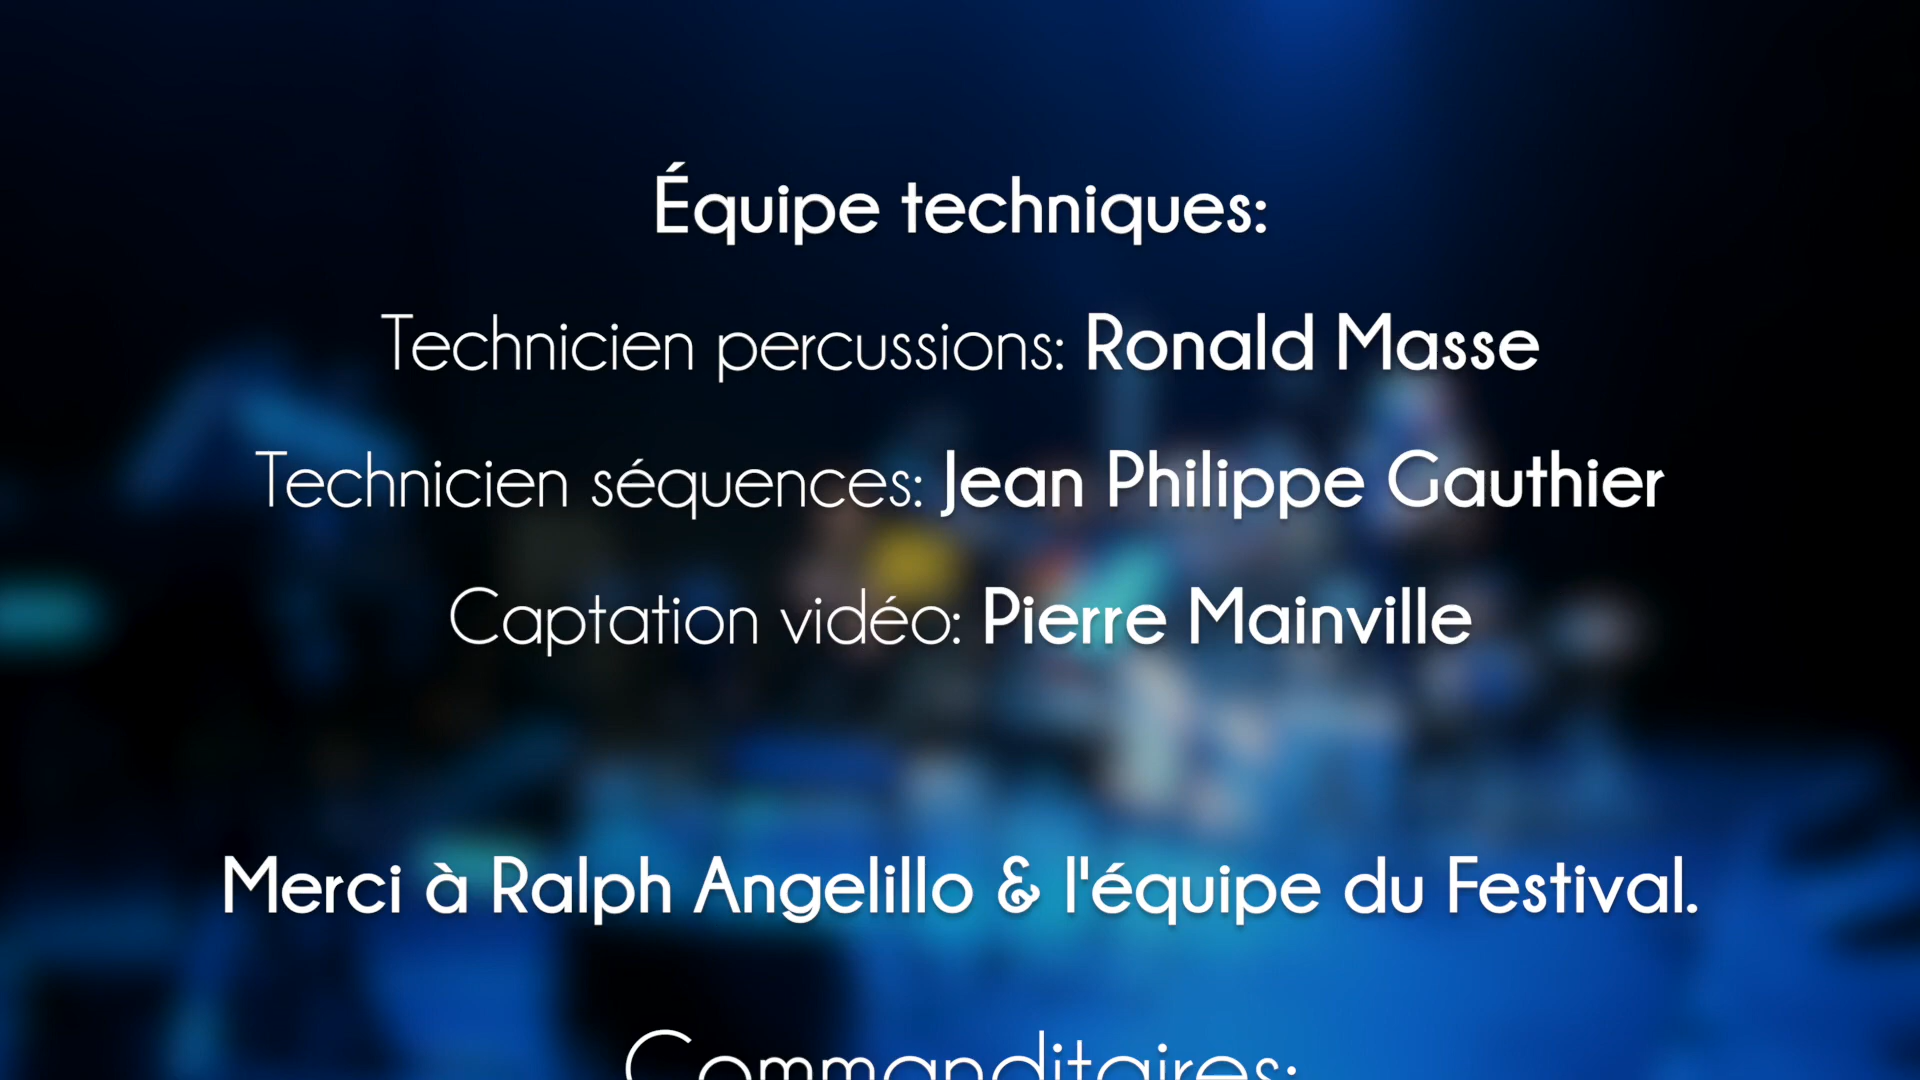 Équipe techniques:
Technicien percussions: Ronald Masse
Technicien séquences: Jean Philippe Gauthier
Captation vidéo: Pierre Mainville
Merci à Ralph Angelillo & l'équipe du Festival.
Commanditaires: